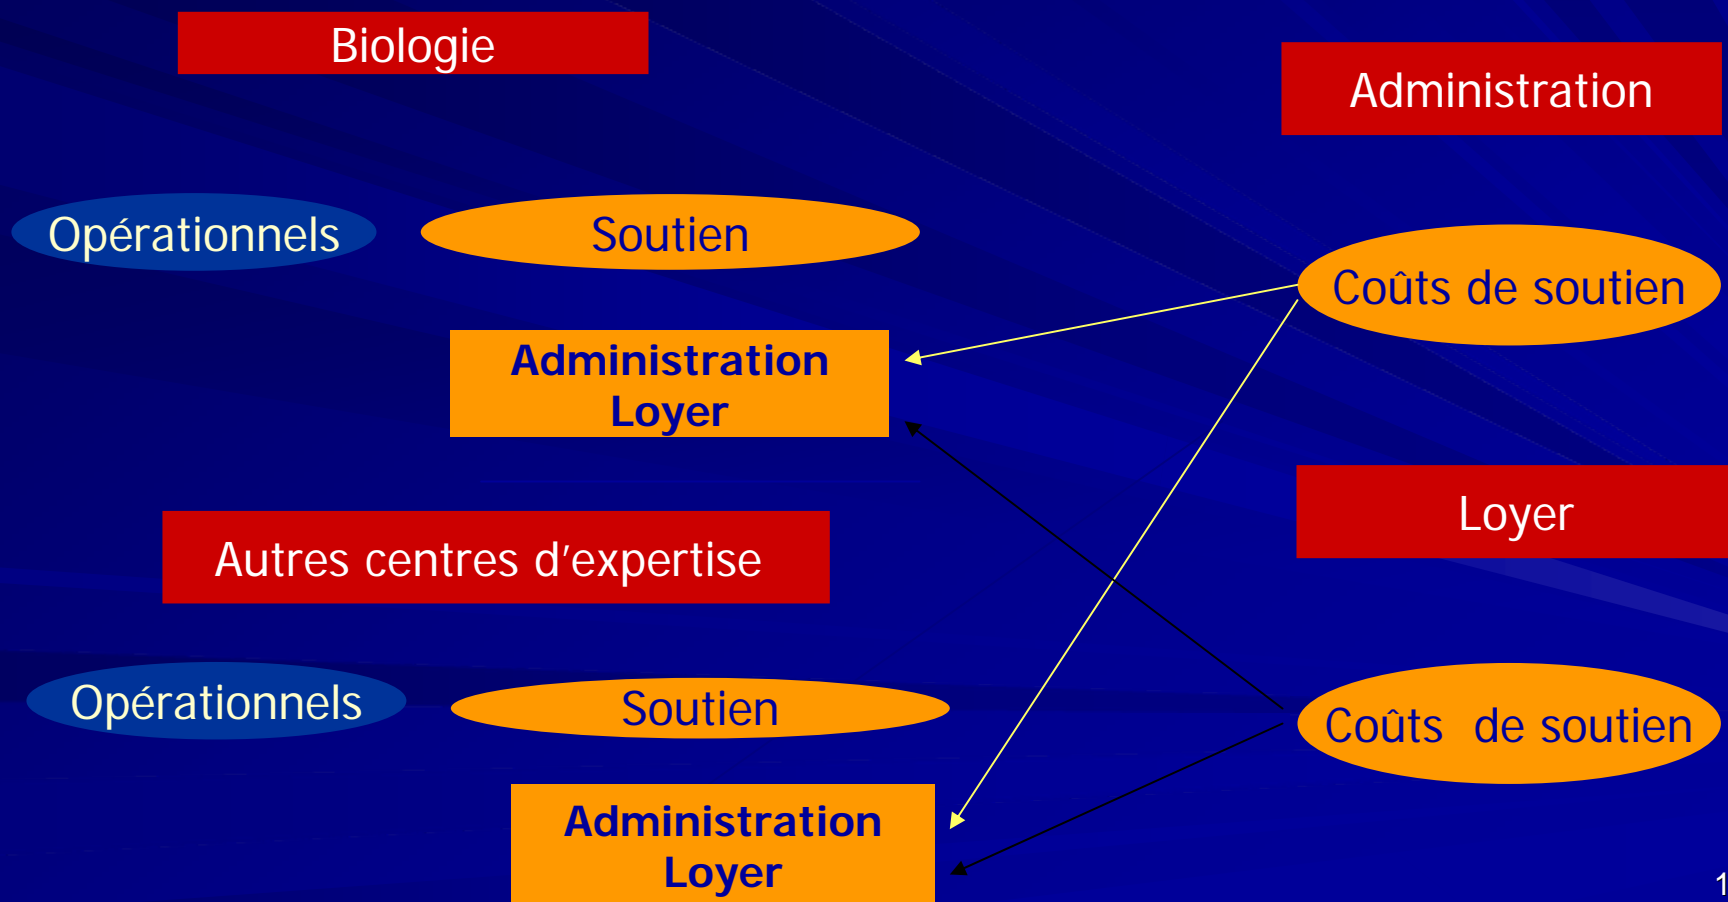 Biologie
Administration
Opérationnels
Soutien
Coûts de soutien
Administration
Loyer
Loyer
Autres centres d'expertise
Opérationnels
Soutien
Coûts  de soutien
Administration
Loyer
1